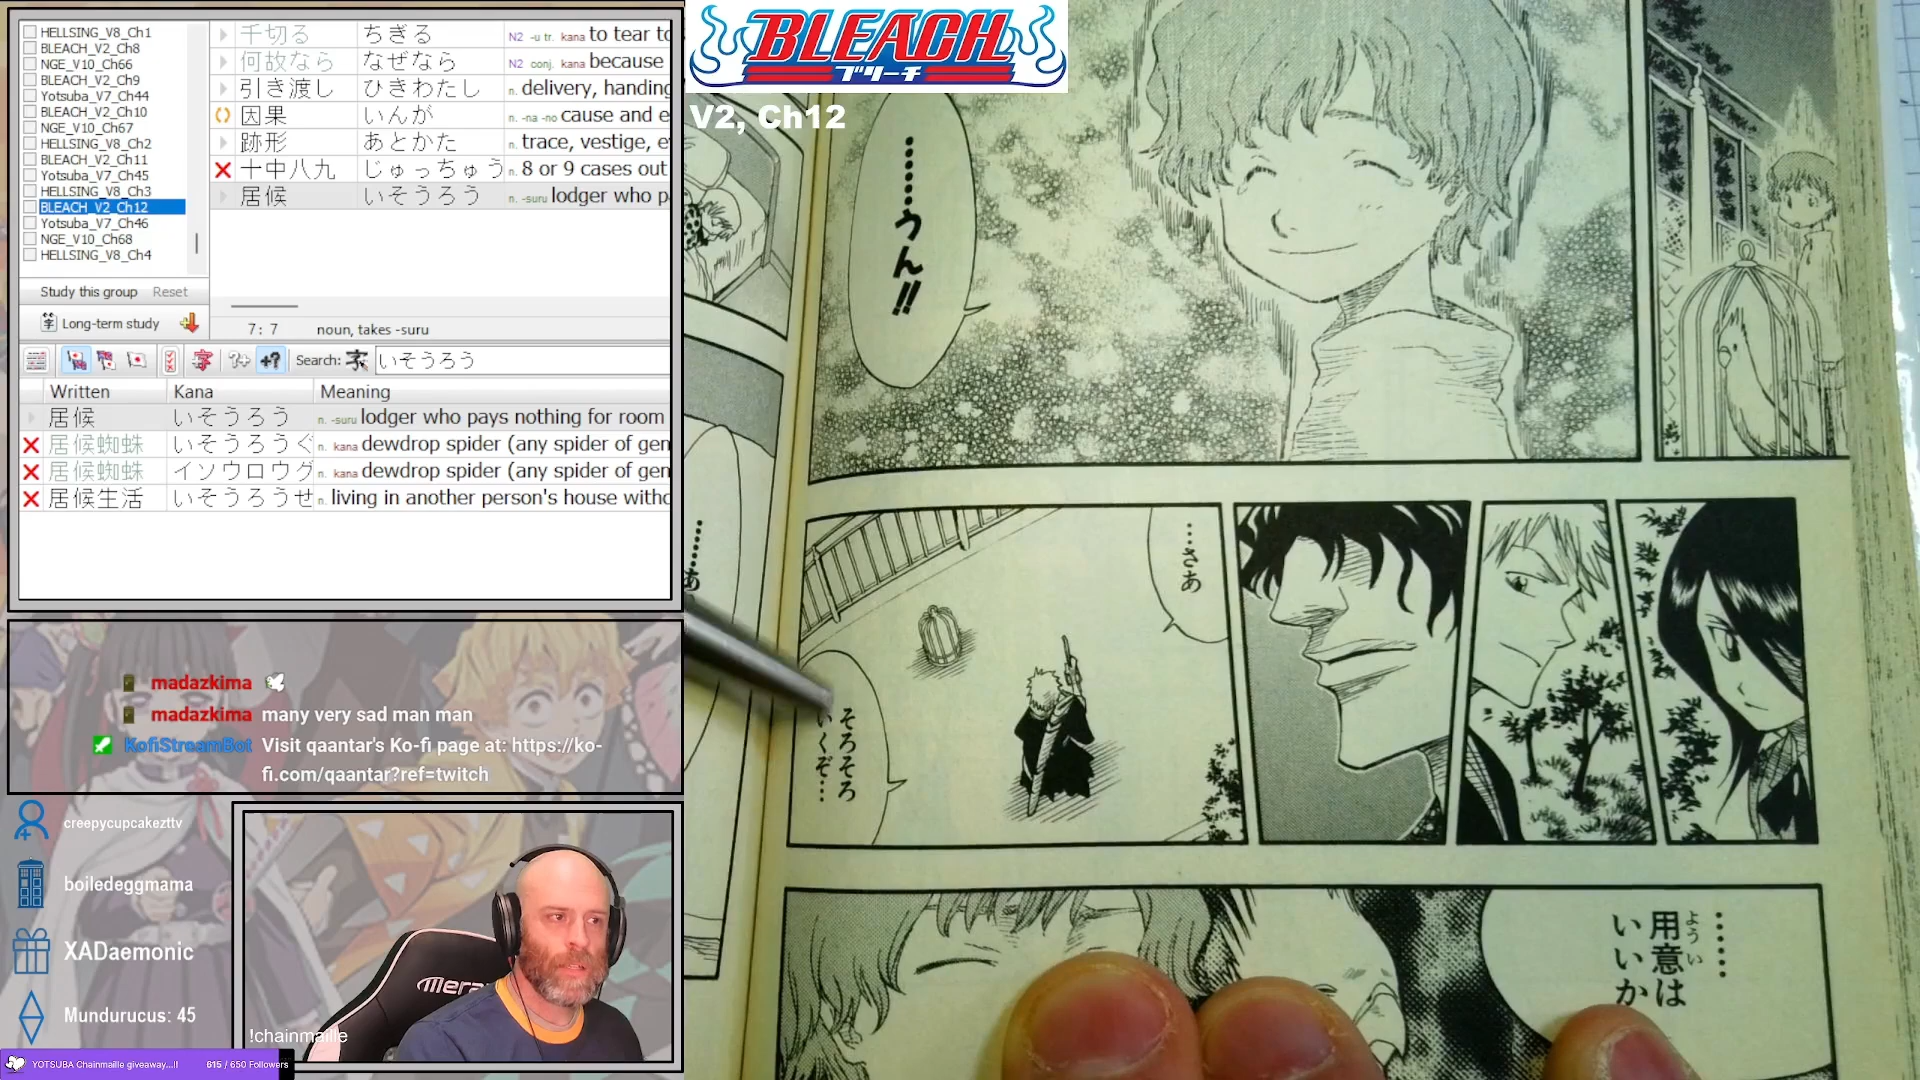 HELLSING_V8_Ch1
BLEACH_V2_Ch8
NGE_V10_Ch66
BLEACH_V2_Ch9
Yotsuba_V7_Ch44
BLEACH_V2_Ch10
NGE_V10_Ch67
HELLSING_V8_Ch2
BLEACH_V2_Ch11
Yotsuba_V7_Ch45
HELLSING_V8_Ch3
BLEACH_V2_Ch12
Yotsuba_V7_Ch46
NGE_V10_Ch68
HELLSING_V8_Ch4
Study this group Reset
Long-term study
千切る ちぎる N2 -u tr. kana to tear to
何故なら なぜなら N2 conj. kana because
引き渡し ひきわたし n. delivery, handing
因果 いんが n. -na -no cause and e
跡形 あとかた n. trace, vestige, e
十中八九 じゅっちゅう n. 8 or 9 cases out
居候 いそうろう n. -suru lodger who p
7: 7 noun, takes -suru
Search: いそうろう
Written Kana Meaning
居候 いそうろう n. -suru lodger who pays nothing for room
居候蜘蛛 いそうろうぐ n. kana dewdrop spider (any spider of gen
居候蜘蛛 イソウロウグ n. kana dewdrop spider (any spider of gen
居候生活 いそうろうせ n. living in another person's house witho
madazkima
madazkima many very sad man man
KofiStreamBot Visit qaantar's Ko-fi page at: https://ko-
fi.com/qaantar?ref=twitch
creepycupcakezttv
boiledeggmama
XADaemonic
Mundurucus: 45
!chainmaille
YOTSUBA Chainmaille giveaway...!! 615 / 650 Followers
BLEACH
ブリーチ
V2, Ch12
……うん!!
…さあ
そろそろ
いくぞ…
……
用意は
ようい
いいか